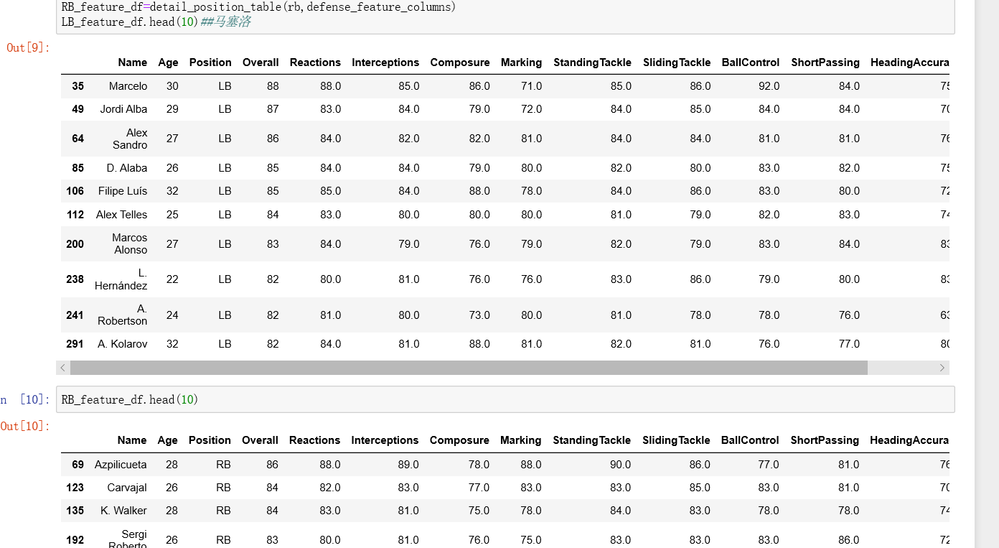 RB_feature_df=detail_position_table(rb,defense_feature_columns)
LB_feature_df.head(10)##马塞洛
Out[9]:
Name Age Position Overall Reactions Interceptions Composure Marking StandingTackle SlidingTackle BallControl ShortPassing HeadingAccura
35 Marcelo 30 LB 88 88.0 85.0 86.0 71.0 85.0 86.0 92.0 84.0 75
49 Jordi Alba 29 LB 87 83.0 84.0 79.0 72.0 84.0 85.0 84.0 84.0 70
64 Alex Sandro 27 LB 86 84.0 82.0 82.0 81.0 84.0 84.0 81.0 81.0 76
85 D. Alaba 26 LB 85 84.0 84.0 79.0 80.0 82.0 80.0 83.0 82.0 75
106 Filipe Luís 32 LB 85 85.0 84.0 88.0 78.0 84.0 86.0 83.0 80.0 72
112 Alex Telles 25 LB 84 83.0 80.0 80.0 80.0 81.0 79.0 82.0 83.0 74
200 Marcos Alonso 27 LB 83 84.0 79.0 76.0 79.0 82.0 79.0 83.0 84.0 83
238 L. Hernández 22 LB 82 80.0 81.0 76.0 76.0 83.0 86.0 79.0 80.0 83
241 A. Robertson 24 LB 82 81.0 80.0 73.0 80.0 81.0 78.0 78.0 76.0 63
291 A. Kolarov 32 LB 82 84.0 81.0 88.0 81.0 82.0 81.0 76.0 77.0 80
n [10]: RB_feature_df.head(10)
Out[10]:
Name Age Position Overall Reactions Interceptions Composure Marking StandingTackle SlidingTackle BallControl ShortPassing HeadingAccura
69 Azpilicueta 28 RB 86 88.0 89.0 78.0 88.0 90.0 86.0 77.0 81.0 76
123 Carvajal 26 RB 84 82.0 83.0 77.0 83.0 83.0 85.0 83.0 81.0 70
135 K. Walker 28 RB 84 83.0 81.0 75.0 78.0 84.0 83.0 78.0 78.0 74
192 Sergi Roberto 26 RB 83 80.0 81.0 76.0 75.0 83.0 83.0 83.0 86.0 72